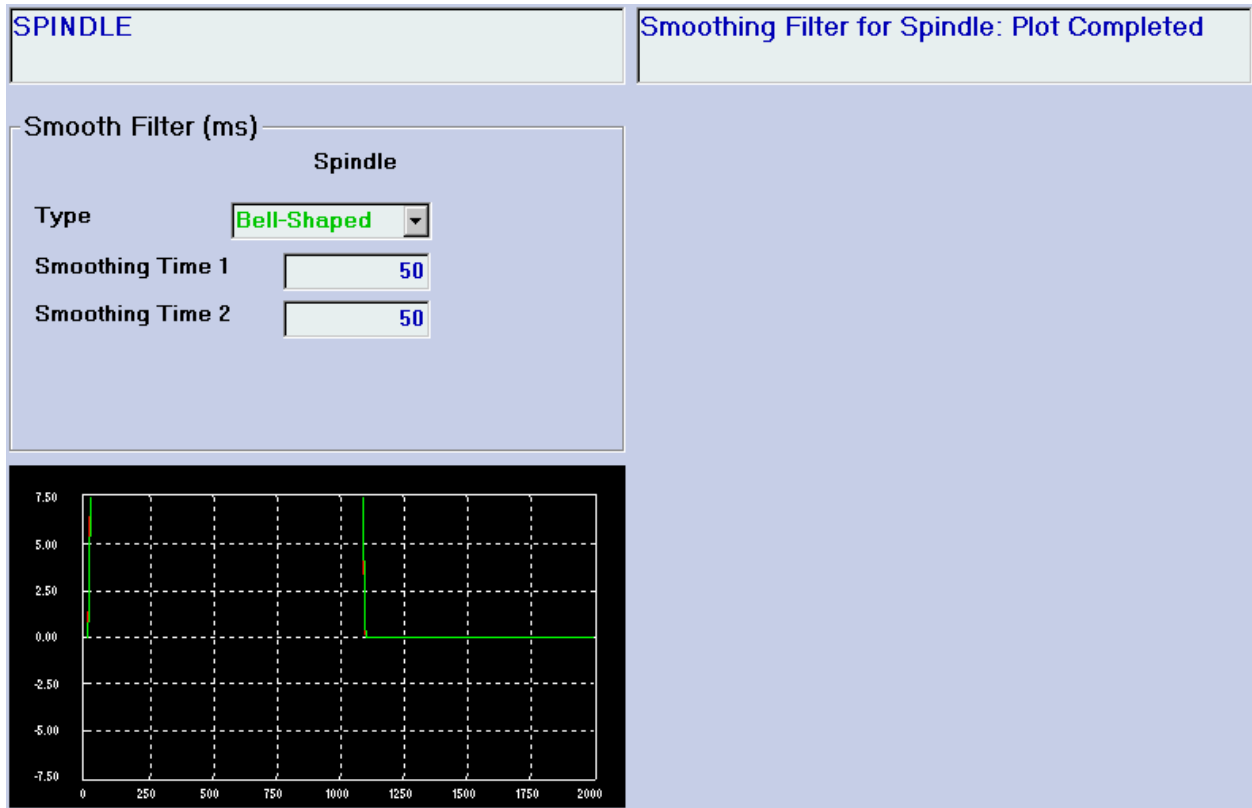 SPINDLE
Smoothing Filter for Spindle: Plot Completed
Smooth Filter (ms)
Spindle
Type
Bell-Shaped
Smoothing Time 1
50
Smoothing Time 2
50
7.50
5.00
2.50
0.00
-2.50
-5.00
-7.50
0 250 500 750 1000 1250 1500 1750 2000